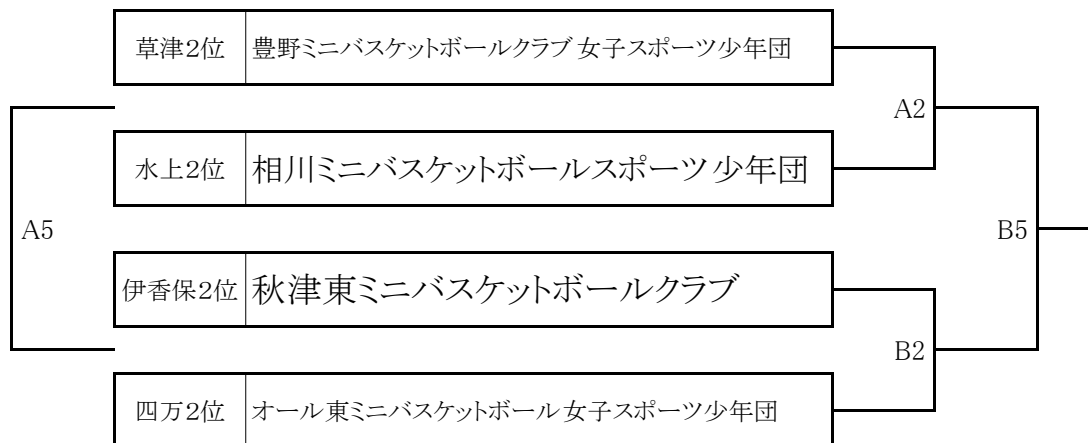 草津2位 豊野ミニバスケットボールクラブ 女子スポーツ少年団
A2
水上2位 相川ミニバスケットボールスポーツ少年団
A5
B5
伊香保2位 秋津東ミニバスケットボールクラブ
B2
四万2位 オール東ミニバスケットボール女子スポーツ少年団